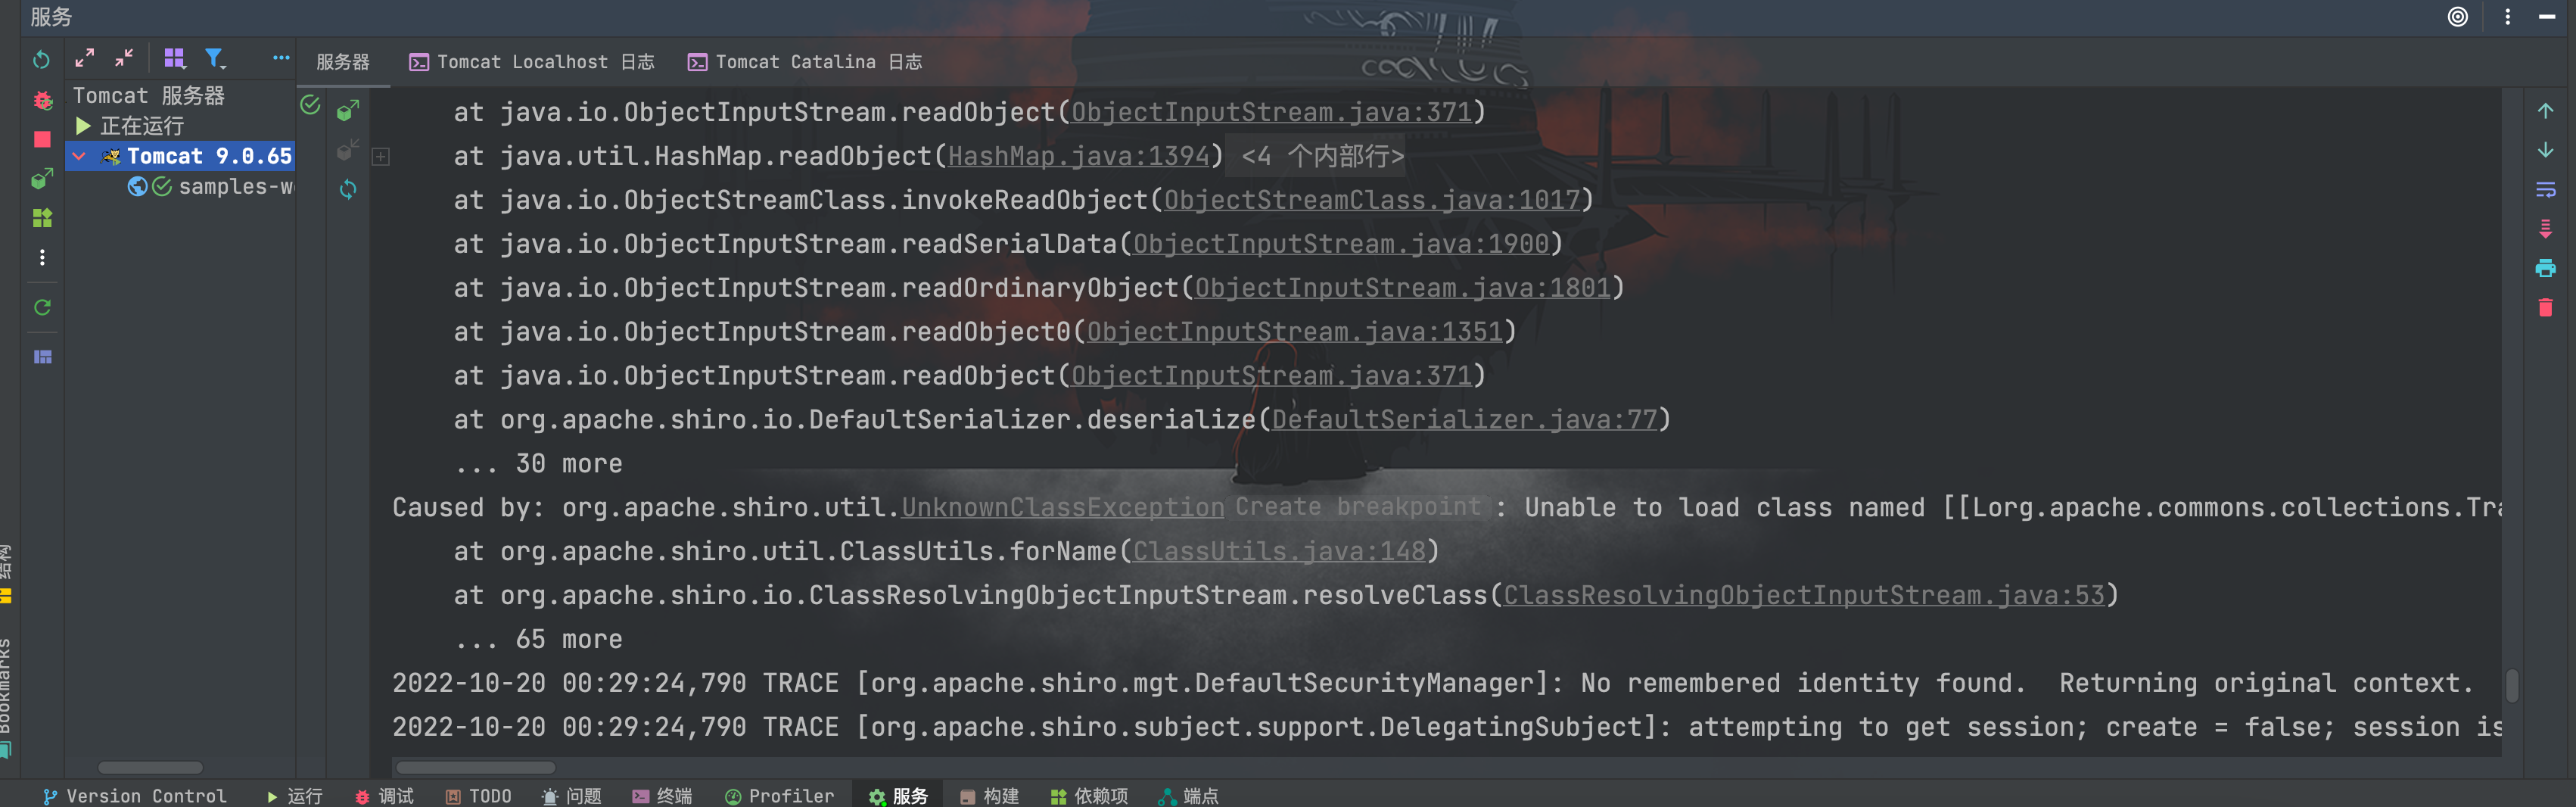 服务
服务器
Tomcat Localhost 日志
Tomcat Catalina 日志
Tomcat 服务器
正在运行
Tomcat 9.0.65
samples-w
at java.io.ObjectInputStream.readObject(ObjectInputStream.java:371)
at java.util.HashMap.readObject(HashMap.java:1394) <4 个内部行>
at java.io.ObjectStreamClass.invokeReadObject(ObjectStreamClass.java:1017)
at java.io.ObjectInputStream.readSerialData(ObjectInputStream.java:1900)
at java.io.ObjectInputStream.readOrdinaryObject(ObjectInputStream.java:1801)
at java.io.ObjectInputStream.readObject0(ObjectInputStream.java:1351)
at java.io.ObjectInputStream.readObject(ObjectInputStream.java:371)
at org.apache.shiro.io.DefaultSerializer.deserialize(DefaultSerializer.java:77)
... 30 more
Caused by: org.apache.shiro.util.UnknownClassException Create breakpoint : Unable to load class named [[Lorg.apache.commons.collections.Tra
at org.apache.shiro.util.ClassUtils.forName(ClassUtils.java:148)
at org.apache.shiro.io.ClassResolvingObjectInputStream.resolveClass(ClassResolvingObjectInputStream.java:53)
... 65 more
2022-10-20 00:29:24,790 TRACE [org.apache.shiro.mgt.DefaultSecurityManager]: No remembered identity found.  Returning original context.
2022-10-20 00:29:24,790 TRACE [org.apache.shiro.subject.support.DelegatingSubject]: attempting to get session; create = false; session is
结构
Bookmarks
Version Control
运行
调试
TODO
问题
终端
Profiler
服务
构建
依赖项
端点